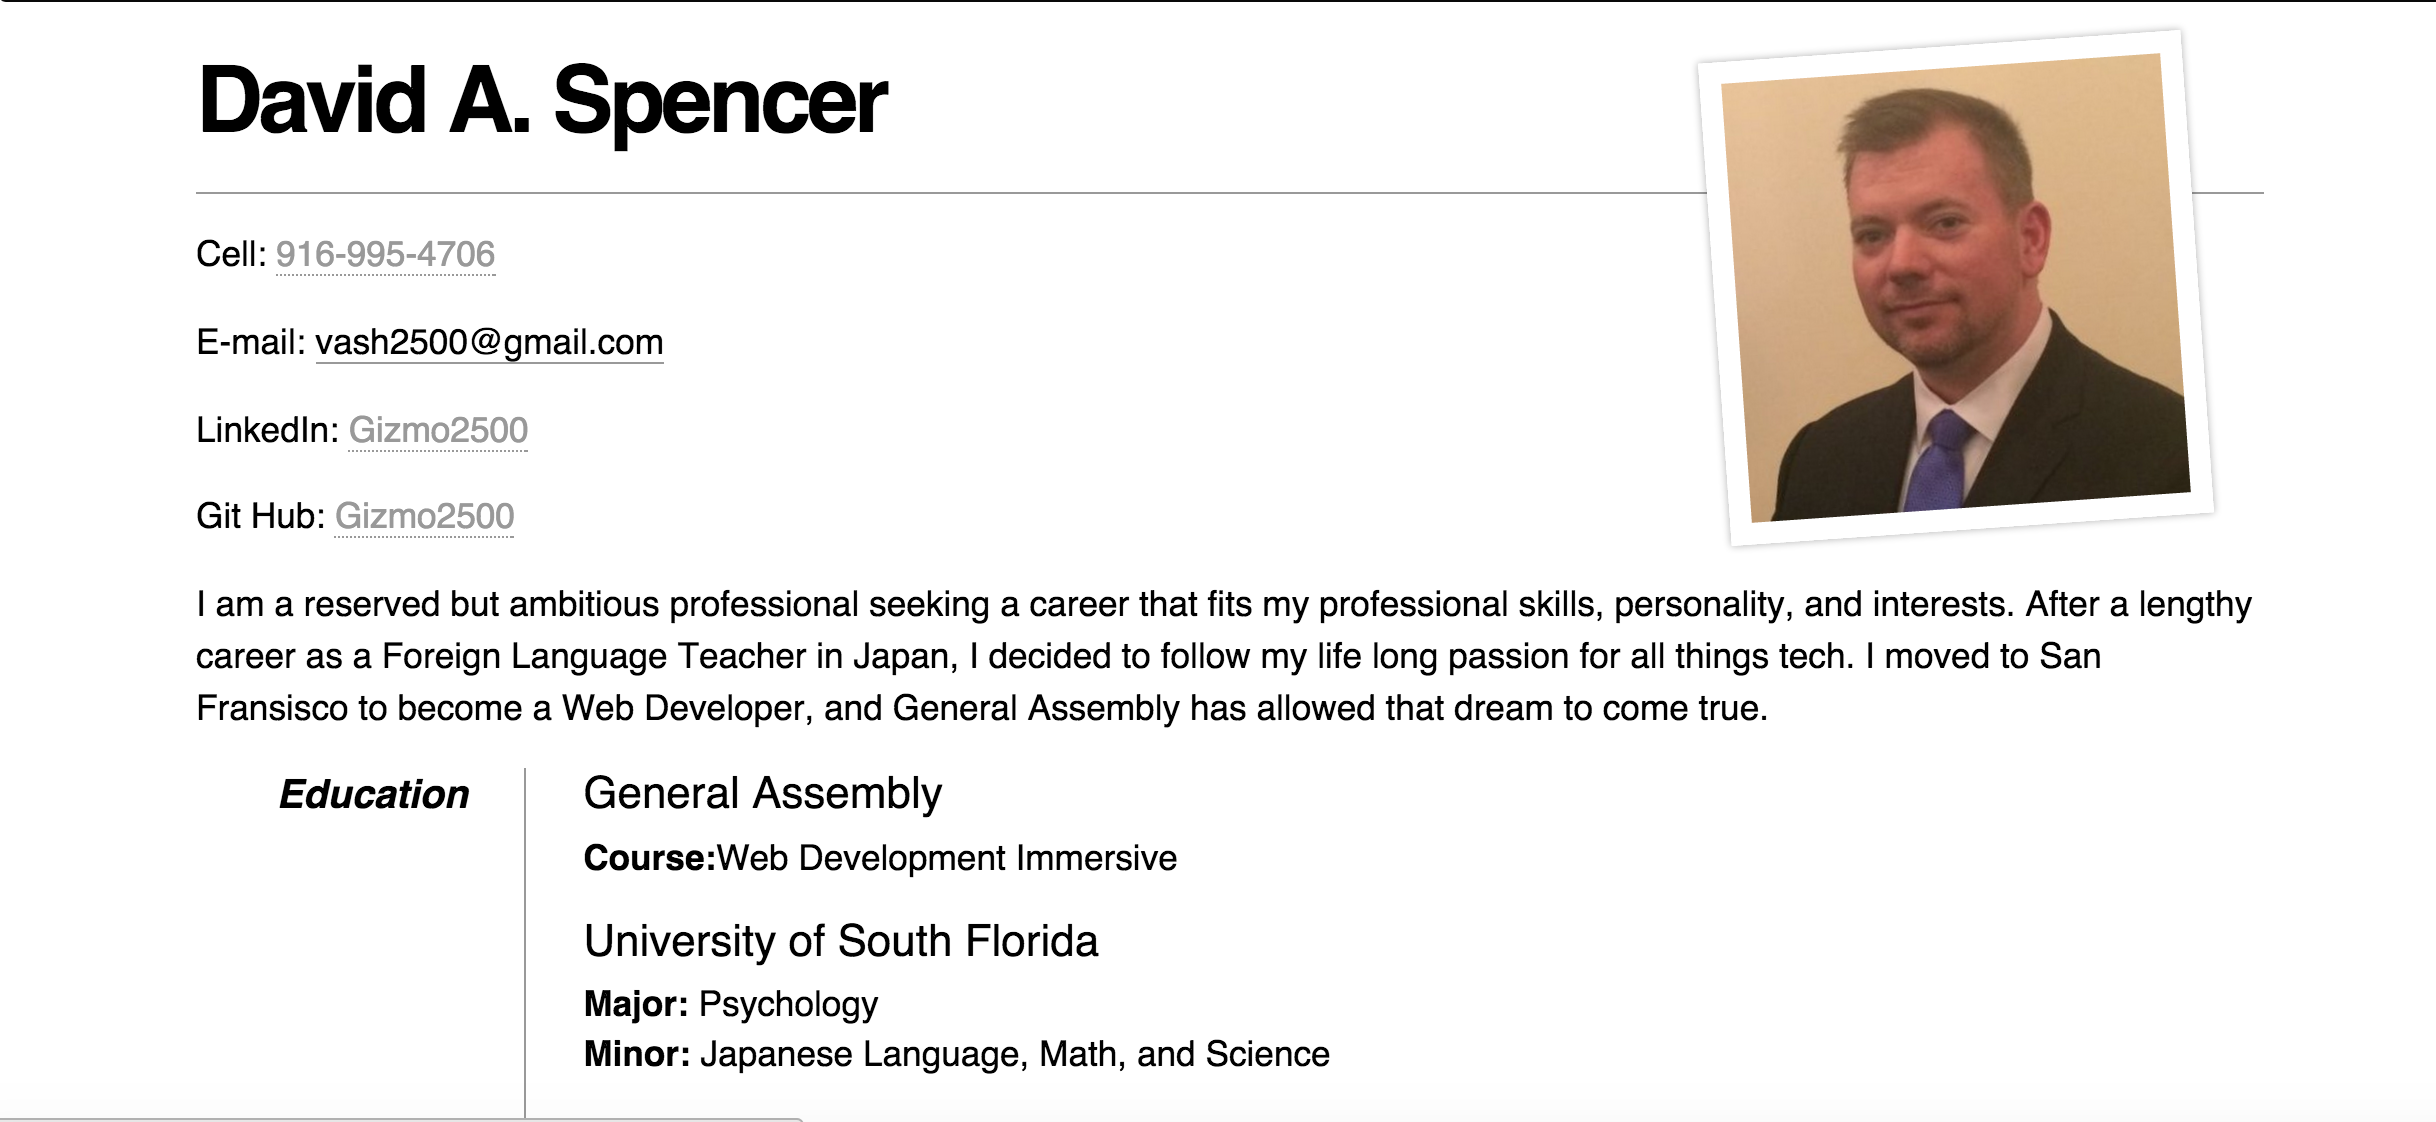 David A. Spencer
Cell: 916-995-4706
E-mail: vash2500@gmail.com
LinkedIn: Gizmo2500
Git Hub: Gizmo2500
I am a reserved but ambitious professional seeking a career that fits my professional skills, personality, and interests. After a lengthy
career as a Foreign Language Teacher in Japan, I decided to follow my life long passion for all things tech. I moved to San
Fransisco to become a Web Developer, and General Assembly has allowed that dream to come true.
Education
General Assembly
Course:Web Development Immersive
University of South Florida
Major: Psychology
Minor: Japanese Language, Math, and Science